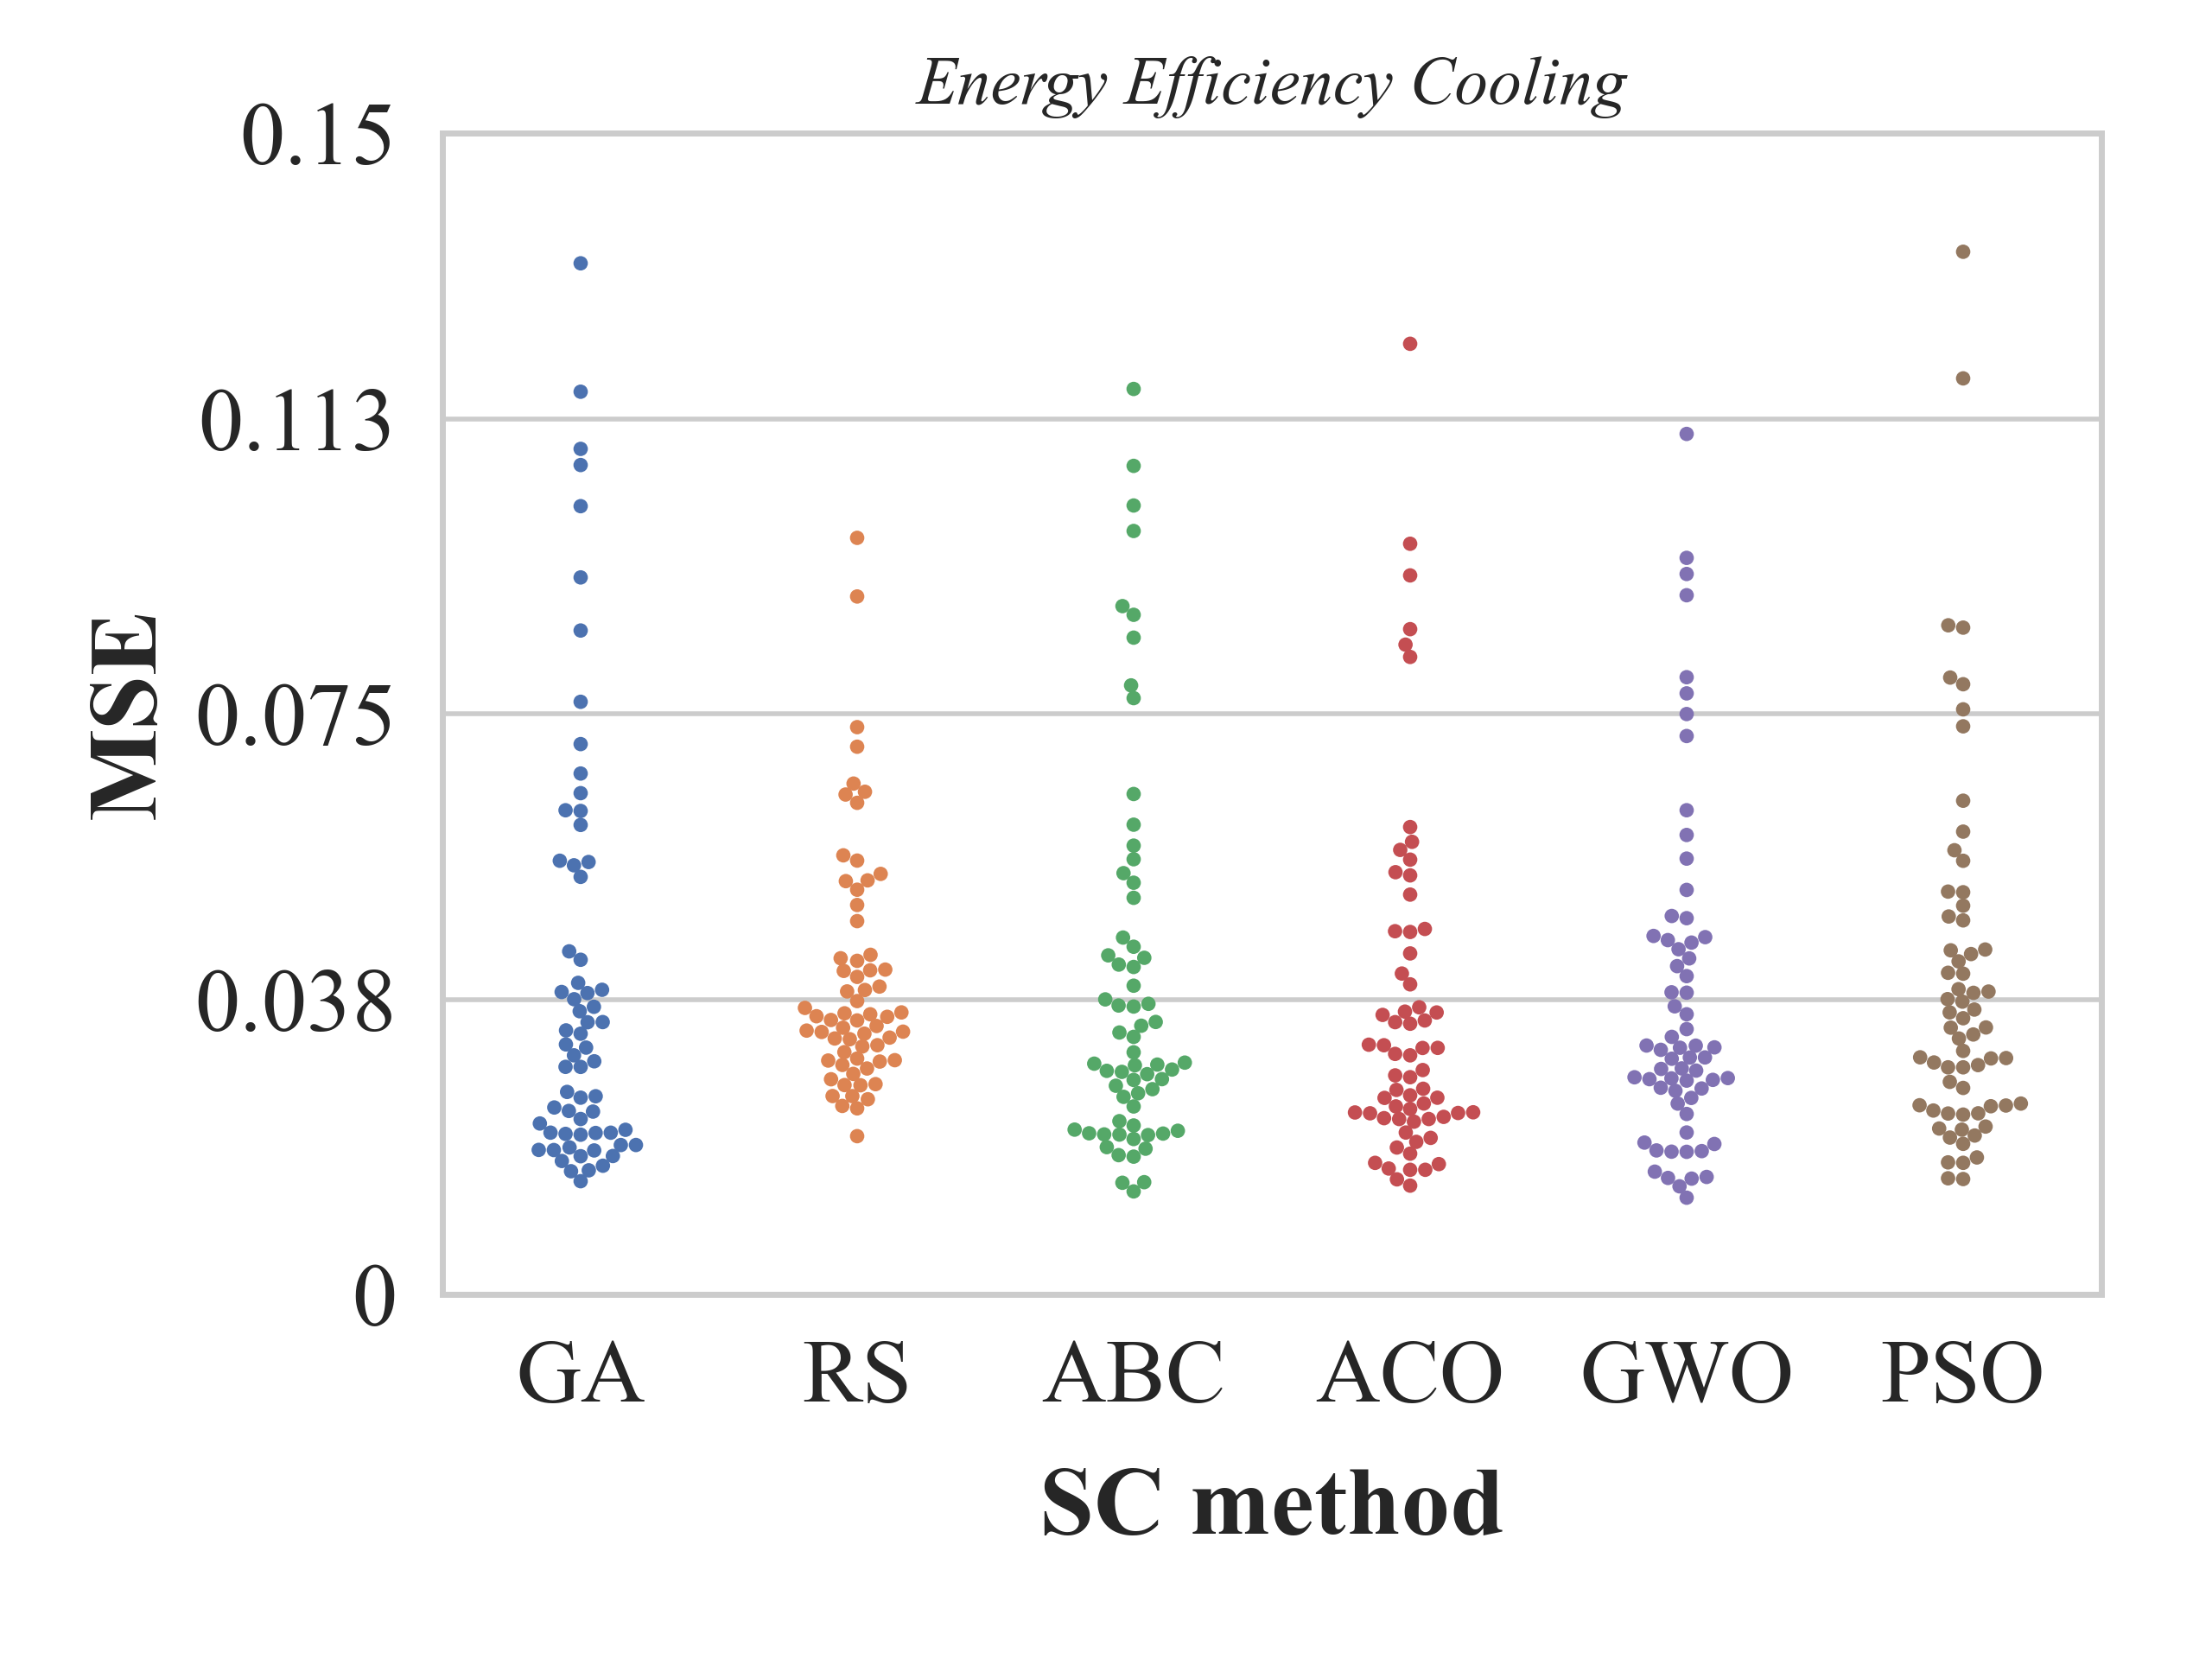 Energy Efficiency Cooling
0.15
0.113
0.075
0.038
0
MSE
GA RS ABC ACO GWO PSO
SC method